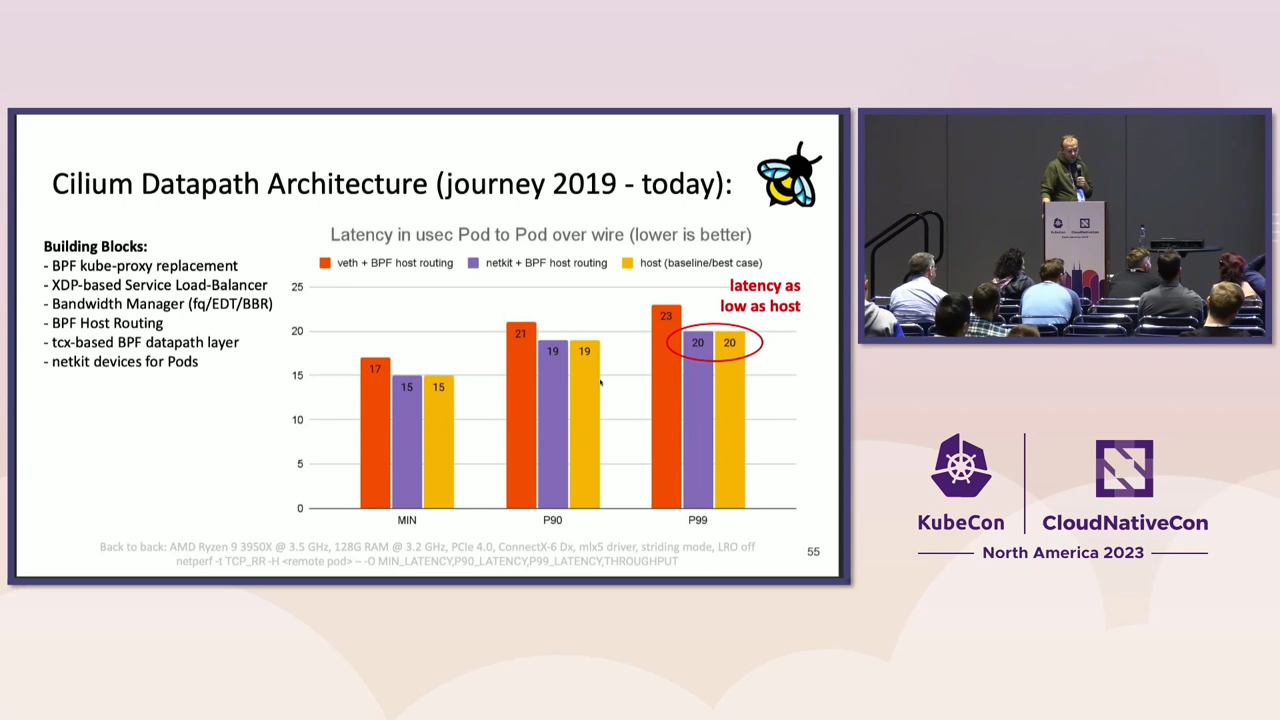 Cilium Datapath Architecture (journey 2019 - today):
Building Blocks:
- BPF kube-proxy replacement
- XDP-based Service Load-Balancer
- Bandwidth Manager (fq/EDT/BBR)
- BPF Host Routing
- tcx-based BPF datapath layer
- netkit devices for Pods
Latency in usec Pod to Pod over wire (lower is better)
veth + BPF host routing
netkit + BPF host routing
host (baseline/best case)
latency as
low as host
25
20
15
10
5
0
17
15
15
21
19
19
23
20
20
MIN
P90
P99
Back to back: AMD Ryzen 9 3950X @ 3.5 GHz, 128G RAM @ 3.2 GHz, PCIe 4.0, ConnectX-6 Dx, mlx5 driver, striding mode, LRO off
netperf -t TCP_RR -H <remote pod> – -O MIN_LATENCY,P90_LATENCY,P99_LATENCY,THROUGHPUT
55
KubeCon
CloudNativeCon
KubeCon
CloudNativeCon
North America 2023